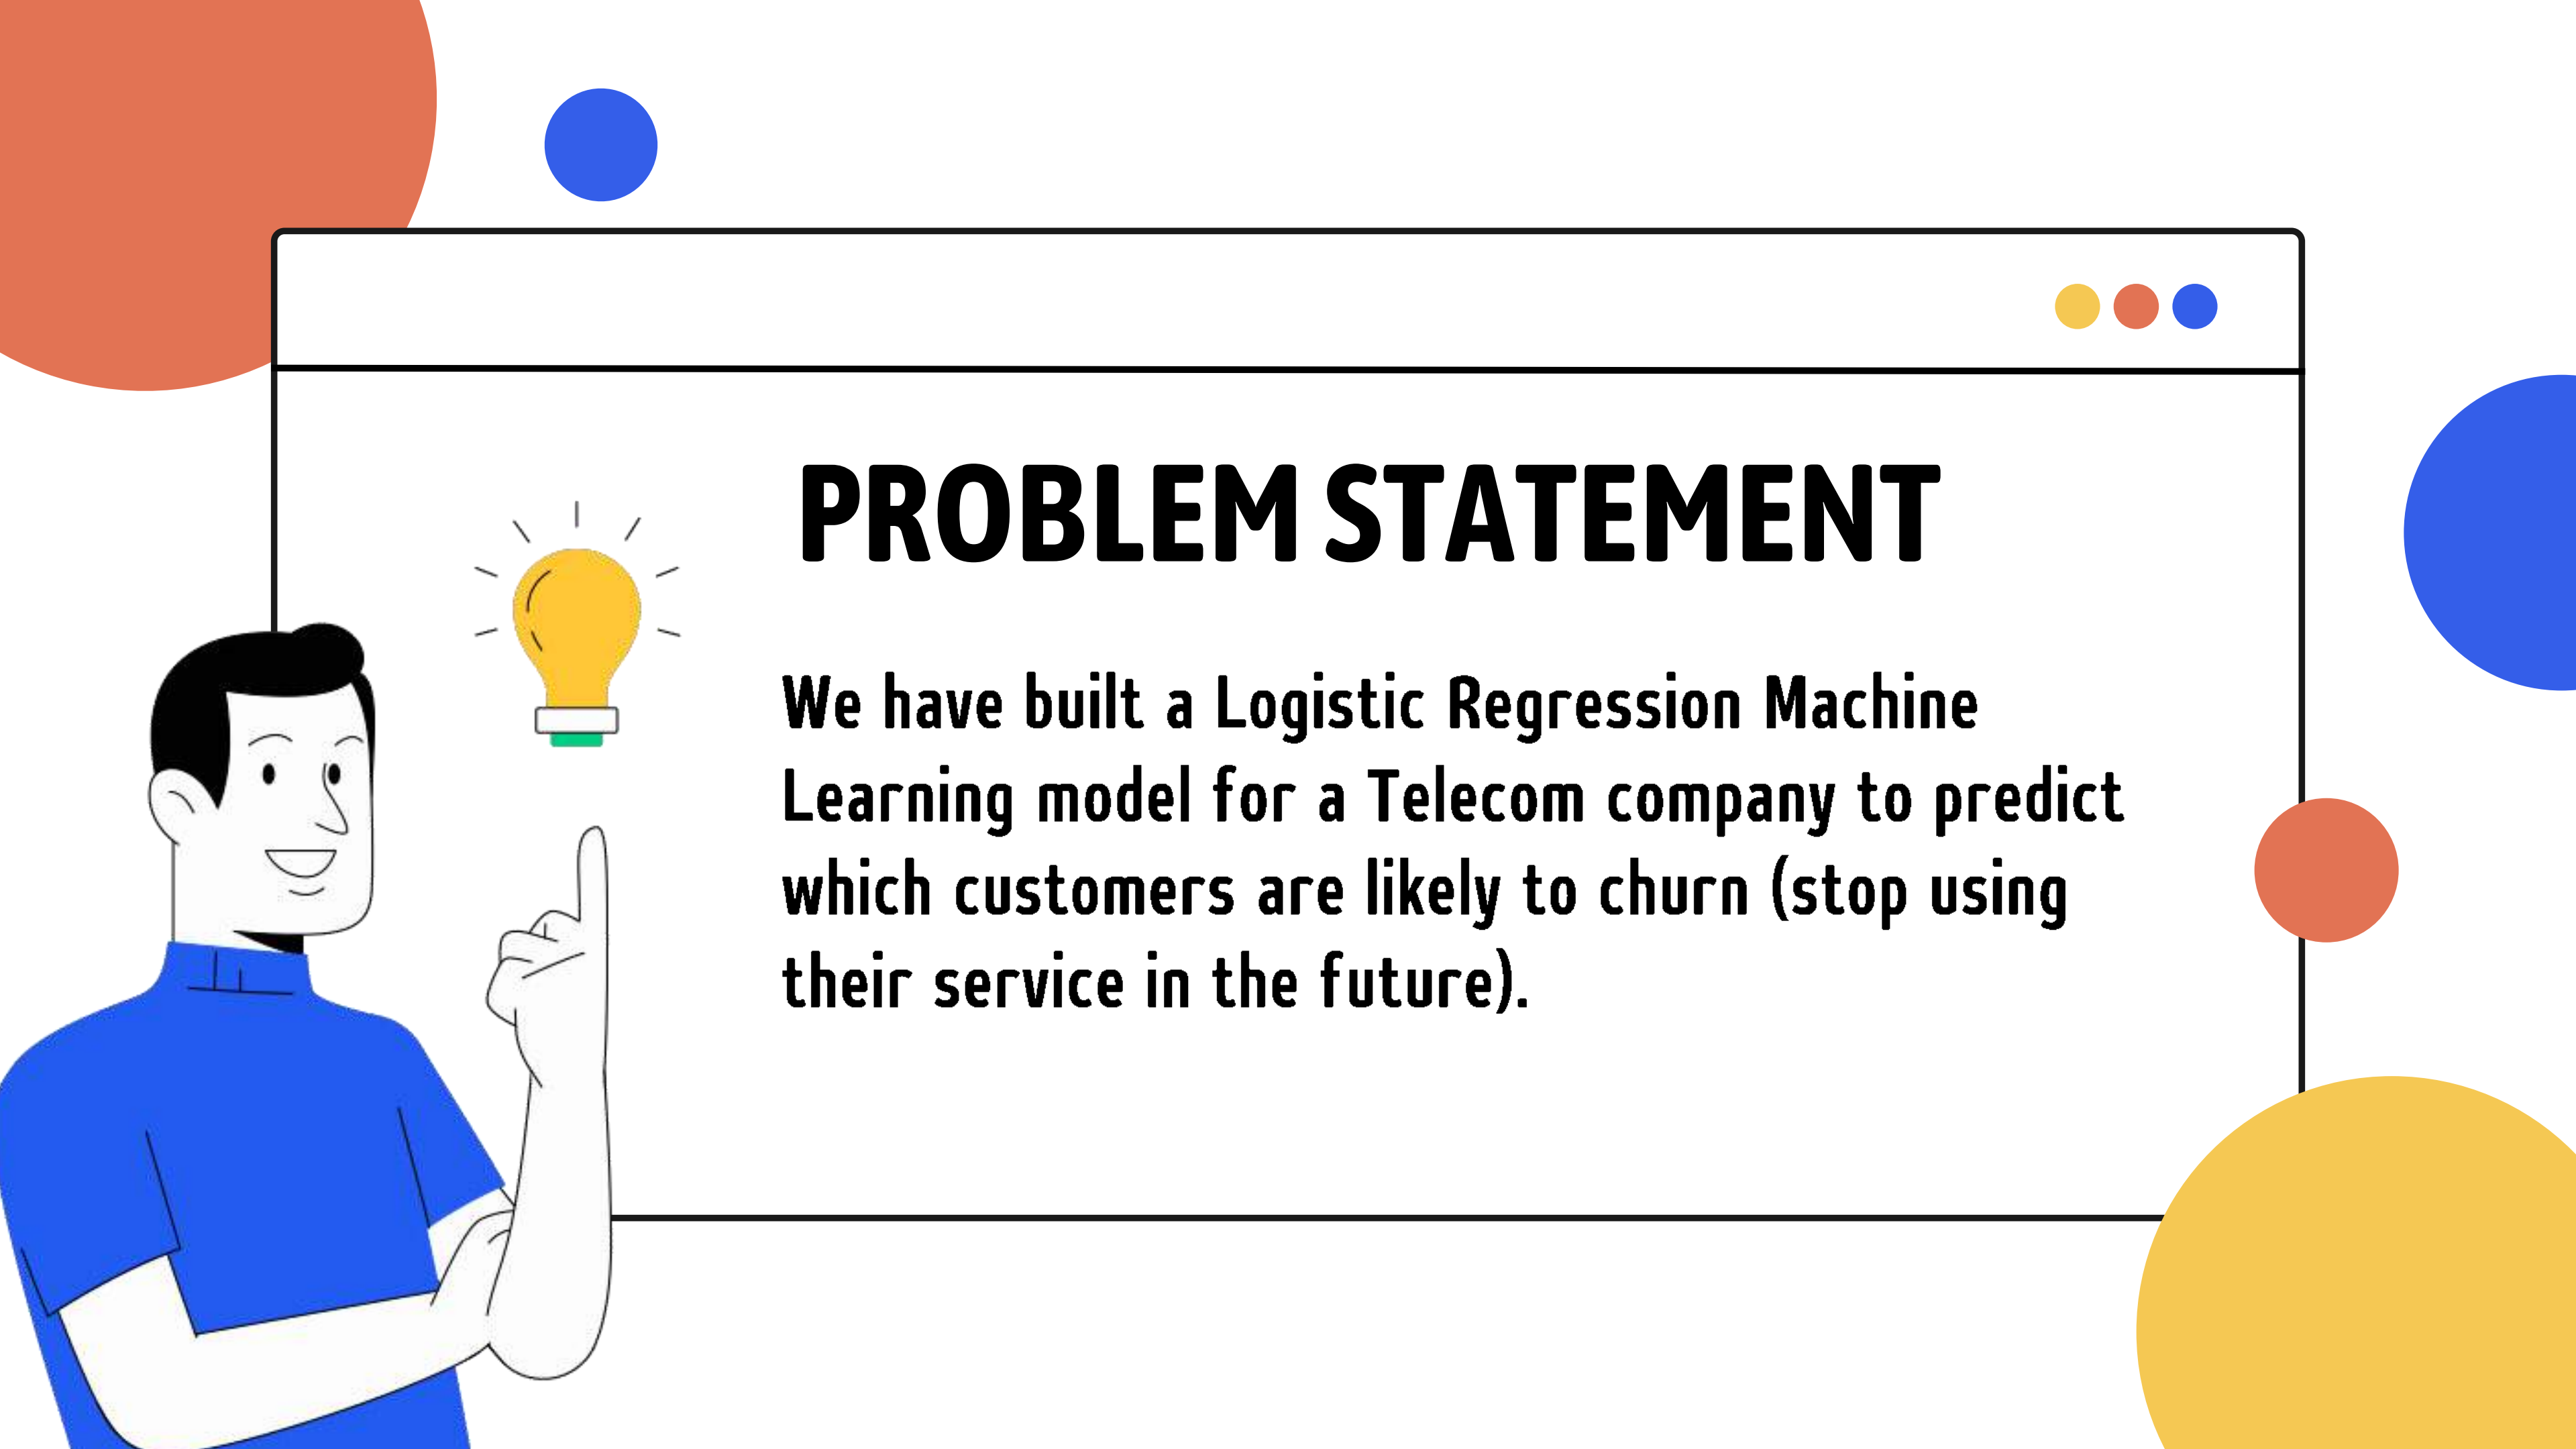 PROBLEM STATEMENT
We have built a Logistic Regression Machine
Learning model for a Telecom company to predict
which customers are likely to churn (stop using
their service in the future).